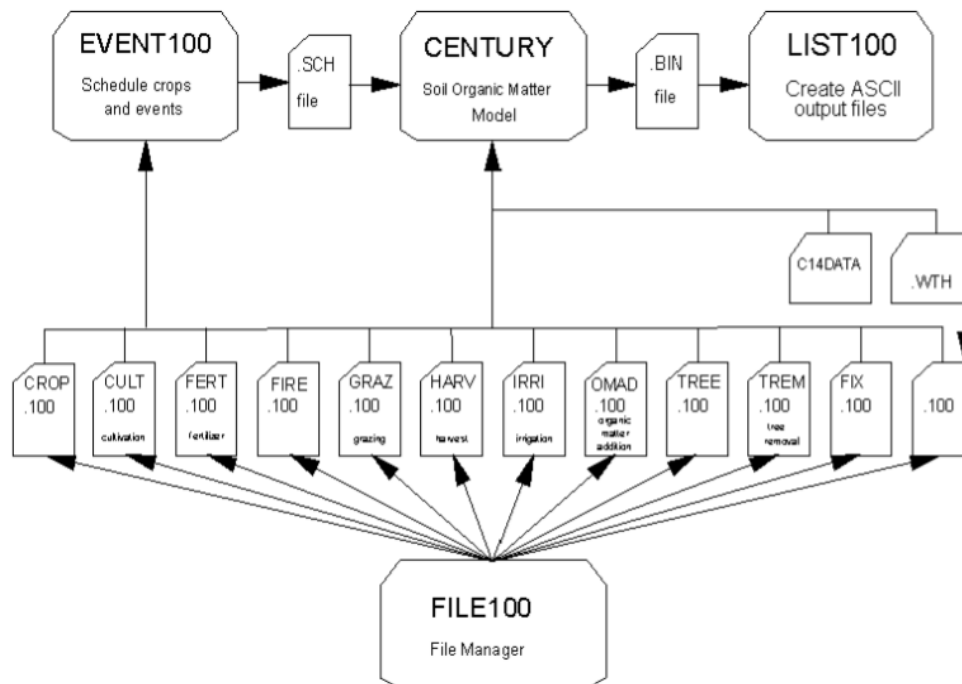 EVENT100
Schedule crops
and events
.SCH
file
CENTURY
Soil Organic Matter
Model
.BIN
file
LIST100
Create ASCII
output files
C14DATA
.WTH
CROP
.100
CULT
.100
cultivation
FERT
.100
fertilizer
FIRE
.100
GRAZ
.100
grazing
HARV
.100
harvest
IRRI
.100
irrigation
OMAD
.100
organic
matter
addition
TREE
.100
TREM
.100
tree
removal
FIX
.100
.100
FILE100
File Manager